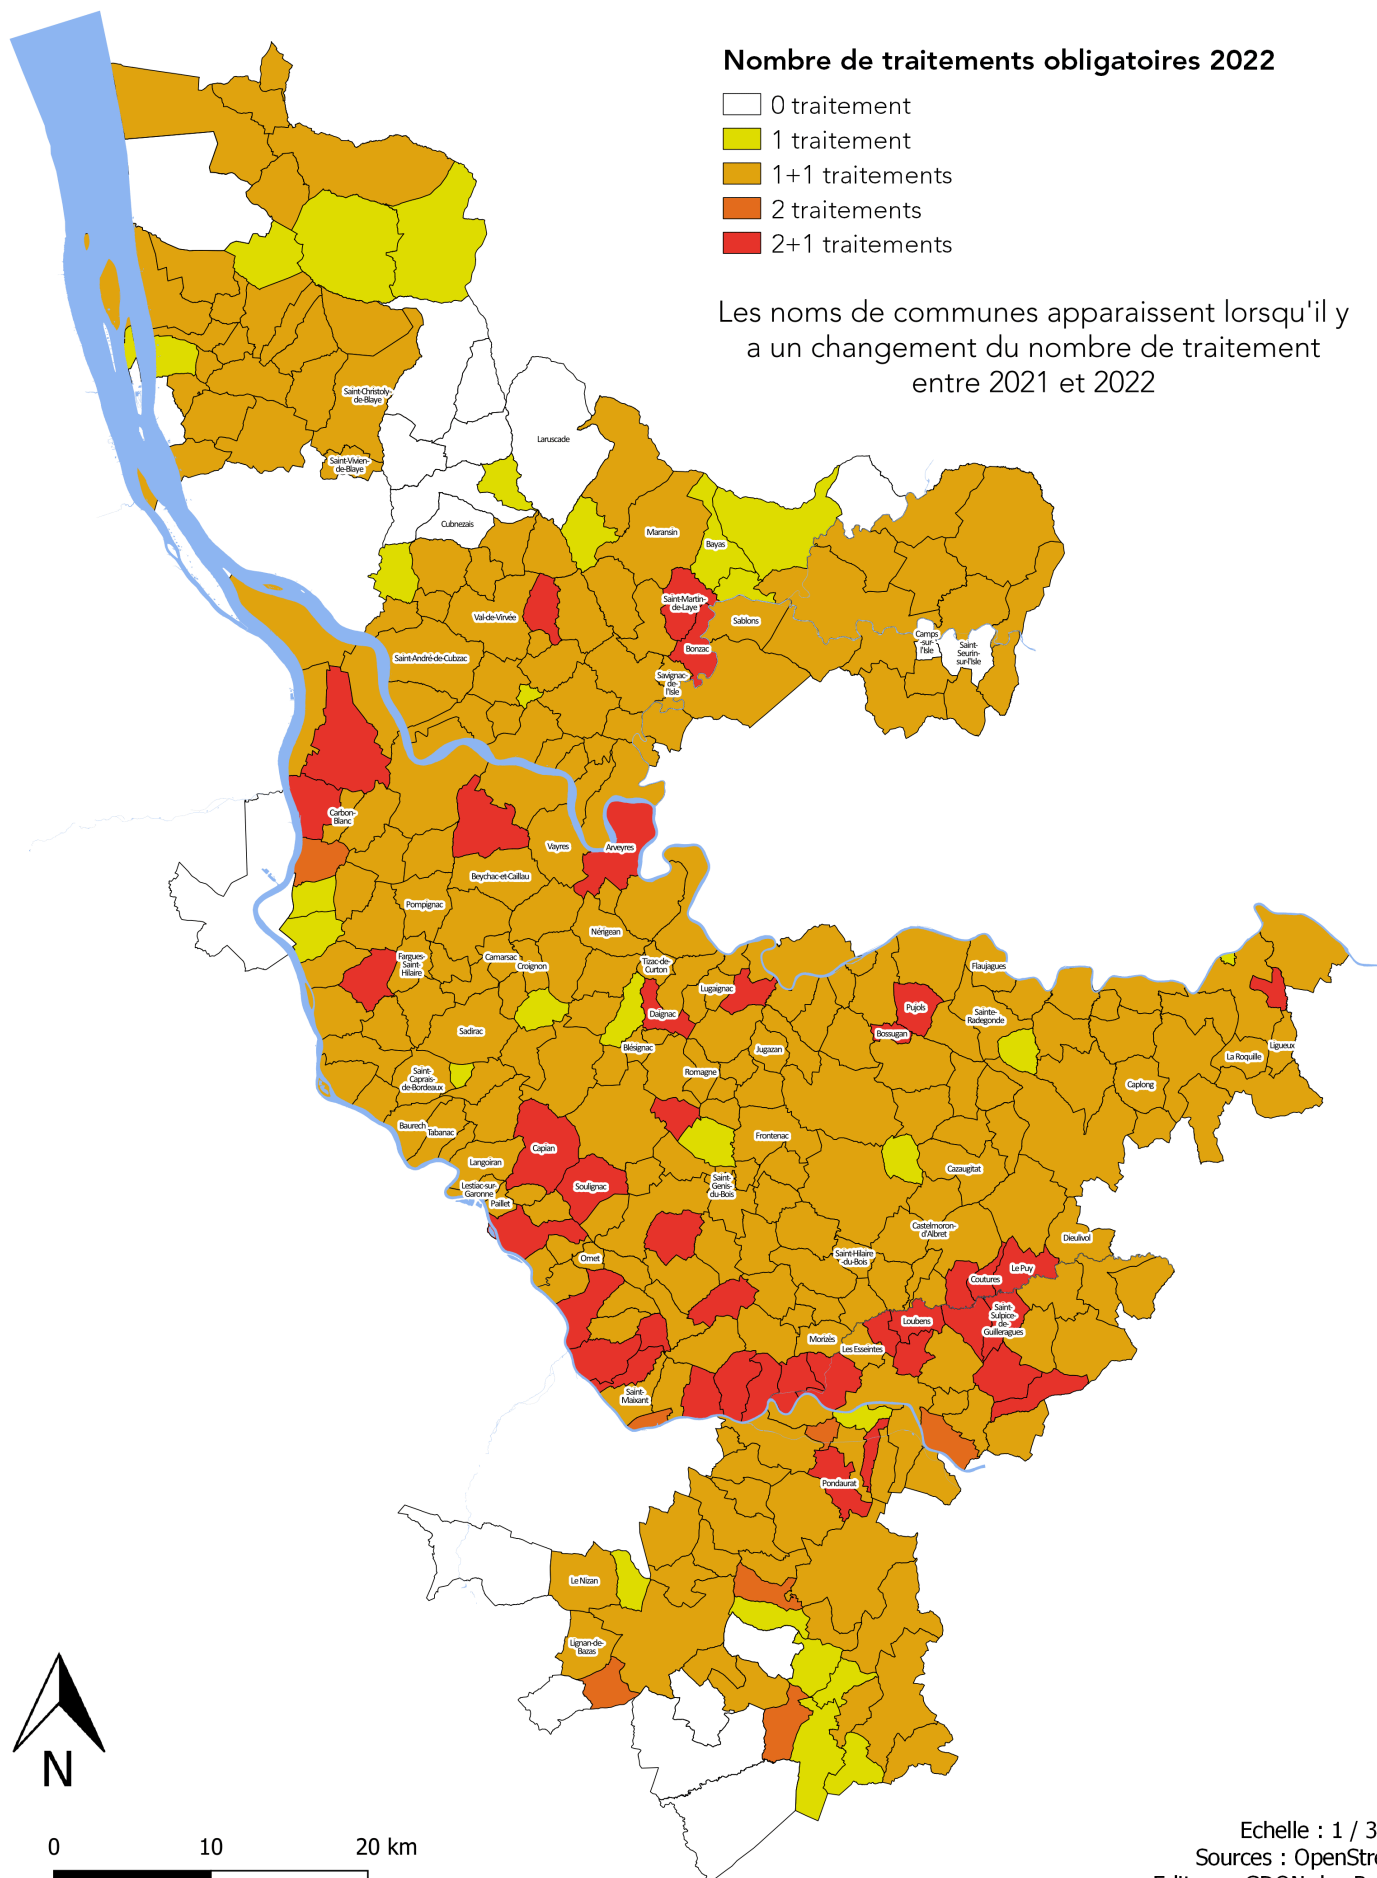 Nombre de traitements obligatoires 2022
0 traitement
1 traitement
1+1 traitements
2 traitements
2+1 traitements
Les noms de communes apparaissent lorsqu'il y
a un changement du nombre de traitement
entre 2021 et 2022
Saint-Christoly-
de-Blaye
Laruscade
Saint-Vivien-
de-Blaye
Cubnezais
Maransin
Bayas
Saint-Martin-
de-Laye
Val-de-Virvée
Sablons
Camps
-sur-
l'Isle
Saint-
Seurin-
sur-l'Isle
Bonzac
Saint-André-de-Cubzac
Savignac-
de-
l'Isle
Carbon-
Blanc
Vayres
Arveyres
Beychac-et-Caillau
Pompignac
Nérigean
Fargues-
Saint-
Hilaire
Camarsac
Croignon
Tizac-de-
Curton
Flaujagues
Lugaignac
Pujols
Daignac
Sainte-
Radegonde
Sadirac
Bossugan
Blésignac
Jugazan
Ligueux
La Roquille
Romagne
Saint-
Caprais-
de-Bordeaux
Caplong
Baurech
Tabanac
Frontenac
Capian
Langoiran
Cazaugitat
Soulignac
Saint-
Genis-
du-Bois
Lestiac-sur-
Garonne
Paillet
Castelmoron-
d'Albret
Dieulivol
Omet
Saint-Hilaire
-du-Bois
Le Puy
Coutures
Saint-
Sulpice-
de-
Guilleragues
Loubens
Morizès
Les Esseintes
Saint-
Maixant
Pondaurat
Le Nizan
Lignan-de-
Bazas
N
0 10 20 km
Echelle : 1 / 3
Sources : OpenStre